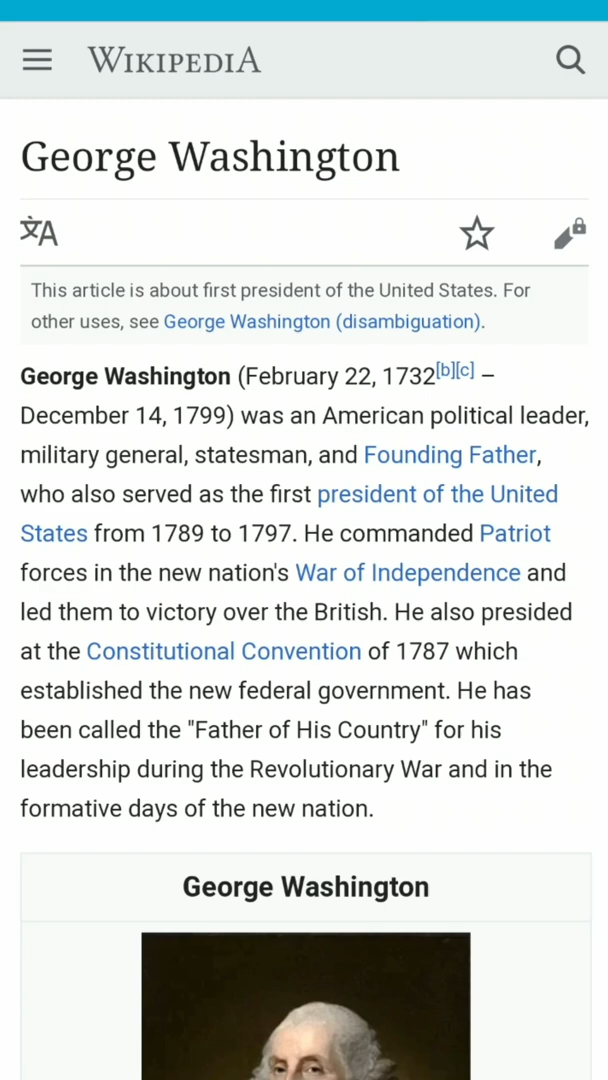 WIKIPEDIA
George Washington
文A
This article is about first president of the United States. For
other uses, see George Washington (disambiguation).
George Washington (February 22, 1732[b][c] –
December 14, 1799) was an American political leader,
military general, statesman, and Founding Father,
who also served as the first president of the United
States from 1789 to 1797. He commanded Patriot
forces in the new nation's War of Independence and
led them to victory over the British. He also presided
at the Constitutional Convention of 1787 which
established the new federal government. He has
been called the "Father of His Country" for his
leadership during the Revolutionary War and in the
formative days of the new nation.
George Washington